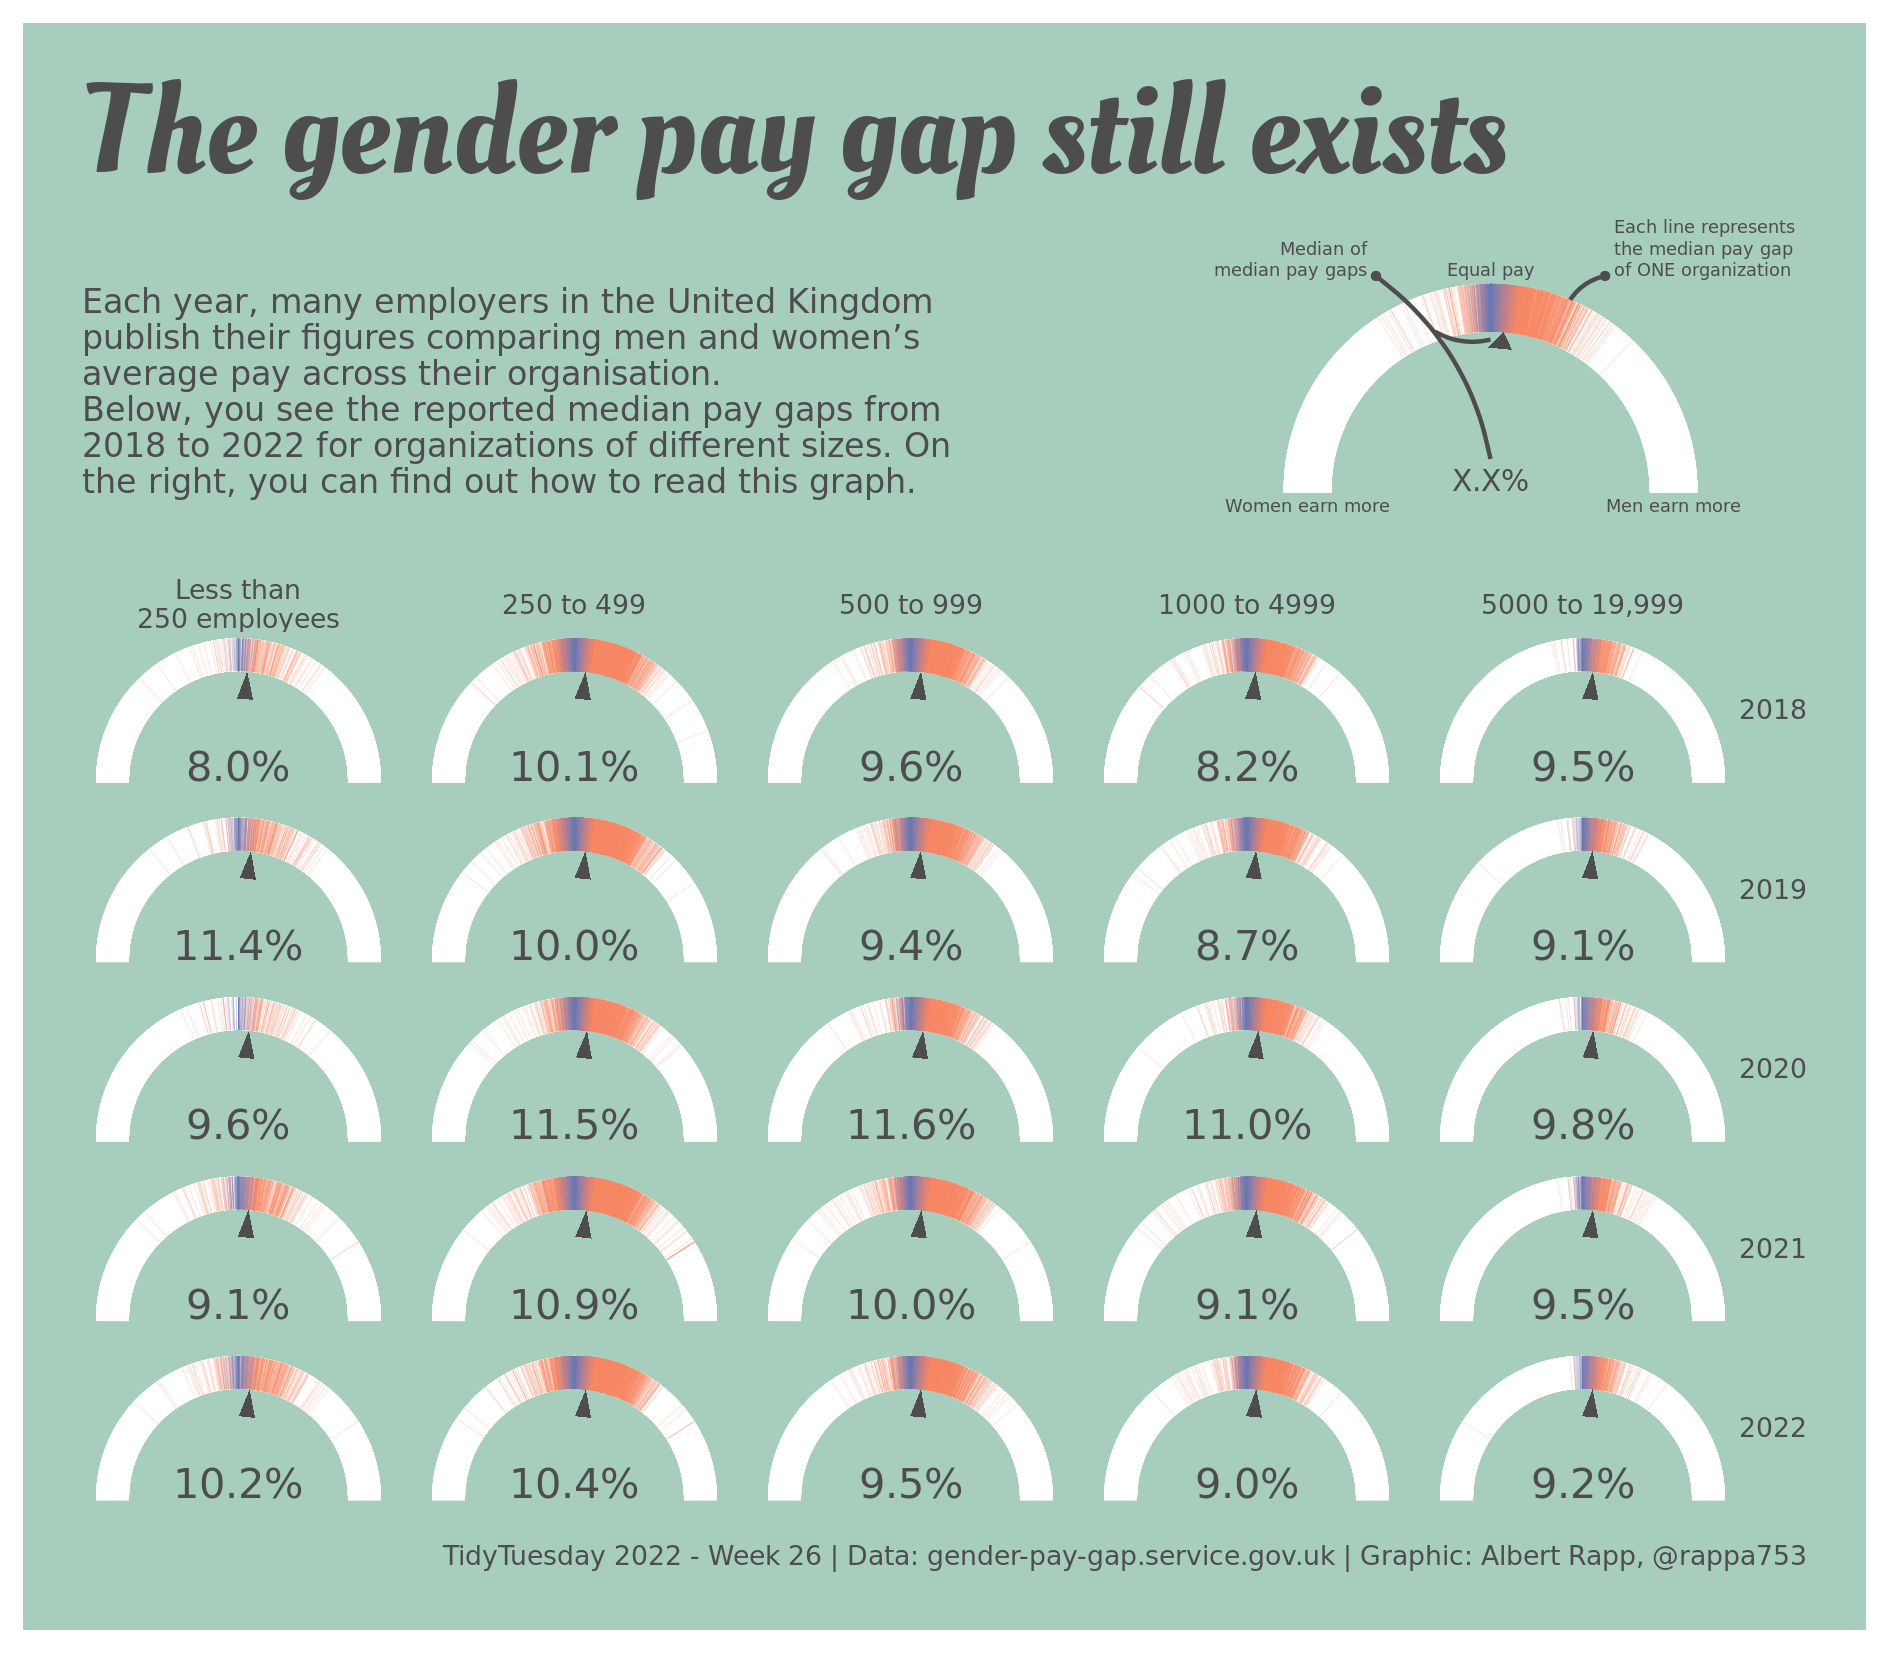 The gender pay gap still exists
Each year, many employers in the United Kingdom
publish their figures comparing men and women’s
average pay across their organisation.
Below, you see the reported median pay gaps from
2018 to 2022 for organizations of different sizes. On
the right, you can find out how to read this graph.
Median of
median pay gaps
Equal pay
Each line represents
the median pay gap
of ONE organization
X.X%
Women earn more
Men earn more
Less than
250 employees
250 to 499
500 to 999
1000 to 4999
5000 to 19,999
8.0%
10.1%
9.6%
8.2%
9.5%
2018
11.4%
10.0%
9.4%
8.7%
9.1%
2019
9.6%
11.5%
11.6%
11.0%
9.8%
2020
9.1%
10.9%
10.0%
9.1%
9.5%
2021
10.2%
10.4%
9.5%
9.0%
9.2%
2022
TidyTuesday 2022 - Week 26 | Data: gender-pay-gap.service.gov.uk | Graphic: Albert Rapp, @rappa753